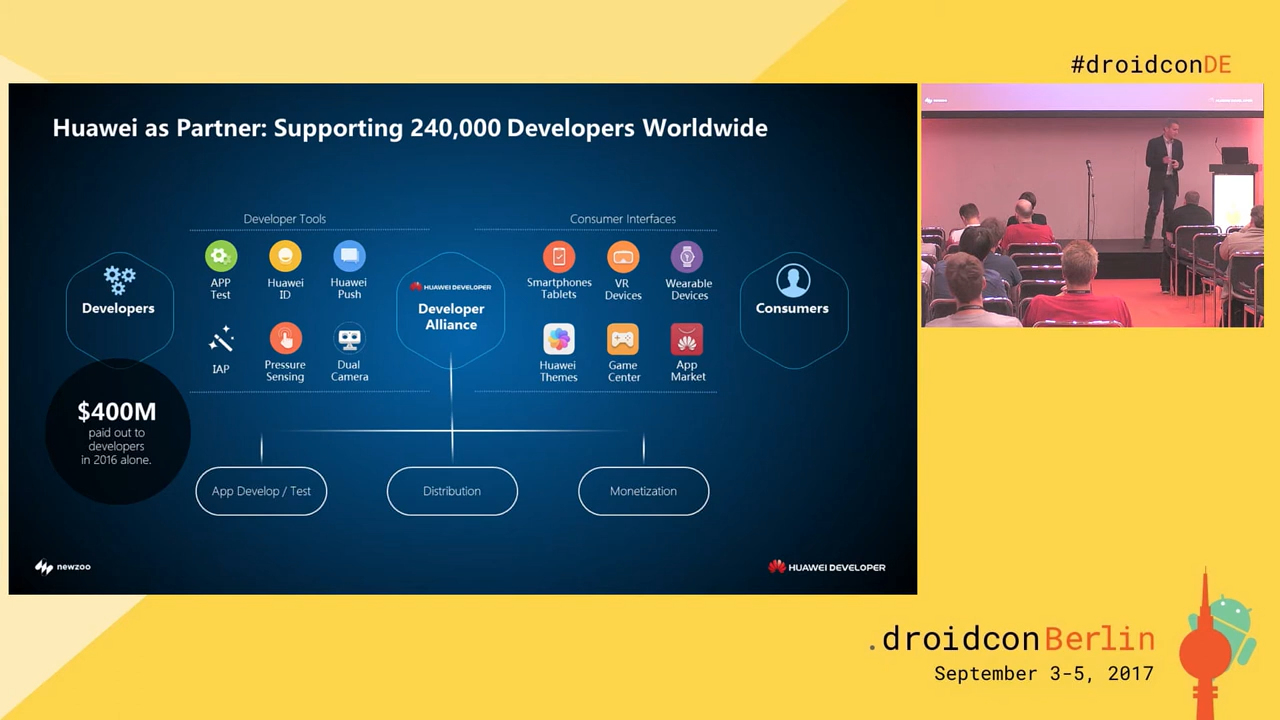 #droidconDE
Huawei as Partner: Supporting 240,000 Developers Worldwide
Developer Tools
Consumer Interfaces
Developers
APP
Test
Huawei
ID
Huawei
Push
IAP
Pressure
Sensing
Dual
Camera
HUAWEI DEVELOPER
Developer
Alliance
Smartphones
Tablets
VR
Devices
Wearable
Devices
Huawei
Themes
Game
Center
App
Market
Consumers
$400M
paid out to
developers
in 2016 alone.
App Develop / Test
Distribution
Monetization
newzoo
HUAWEI DEVELOPER
.droidconBerlin
September 3-5, 2017